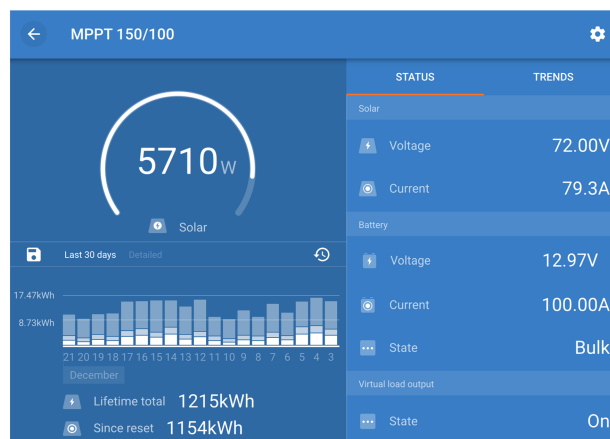 MPPT 150/100
STATUS
TRENDS
5710W
Solar
Solar
Voltage
72.00V
Current
79.3A
Battery
Voltage
12.97V
Current
100.00A
State
Bulk
Virtual load output
State
On
Last 30 days
Detailed
17.47kWh
8.73kWh
21 20 19 18 17 16 15 14 13 12 11 10 9 8 7 6 5 4 3
December
Lifetime total 1215kWh
Since reset 1154kWh